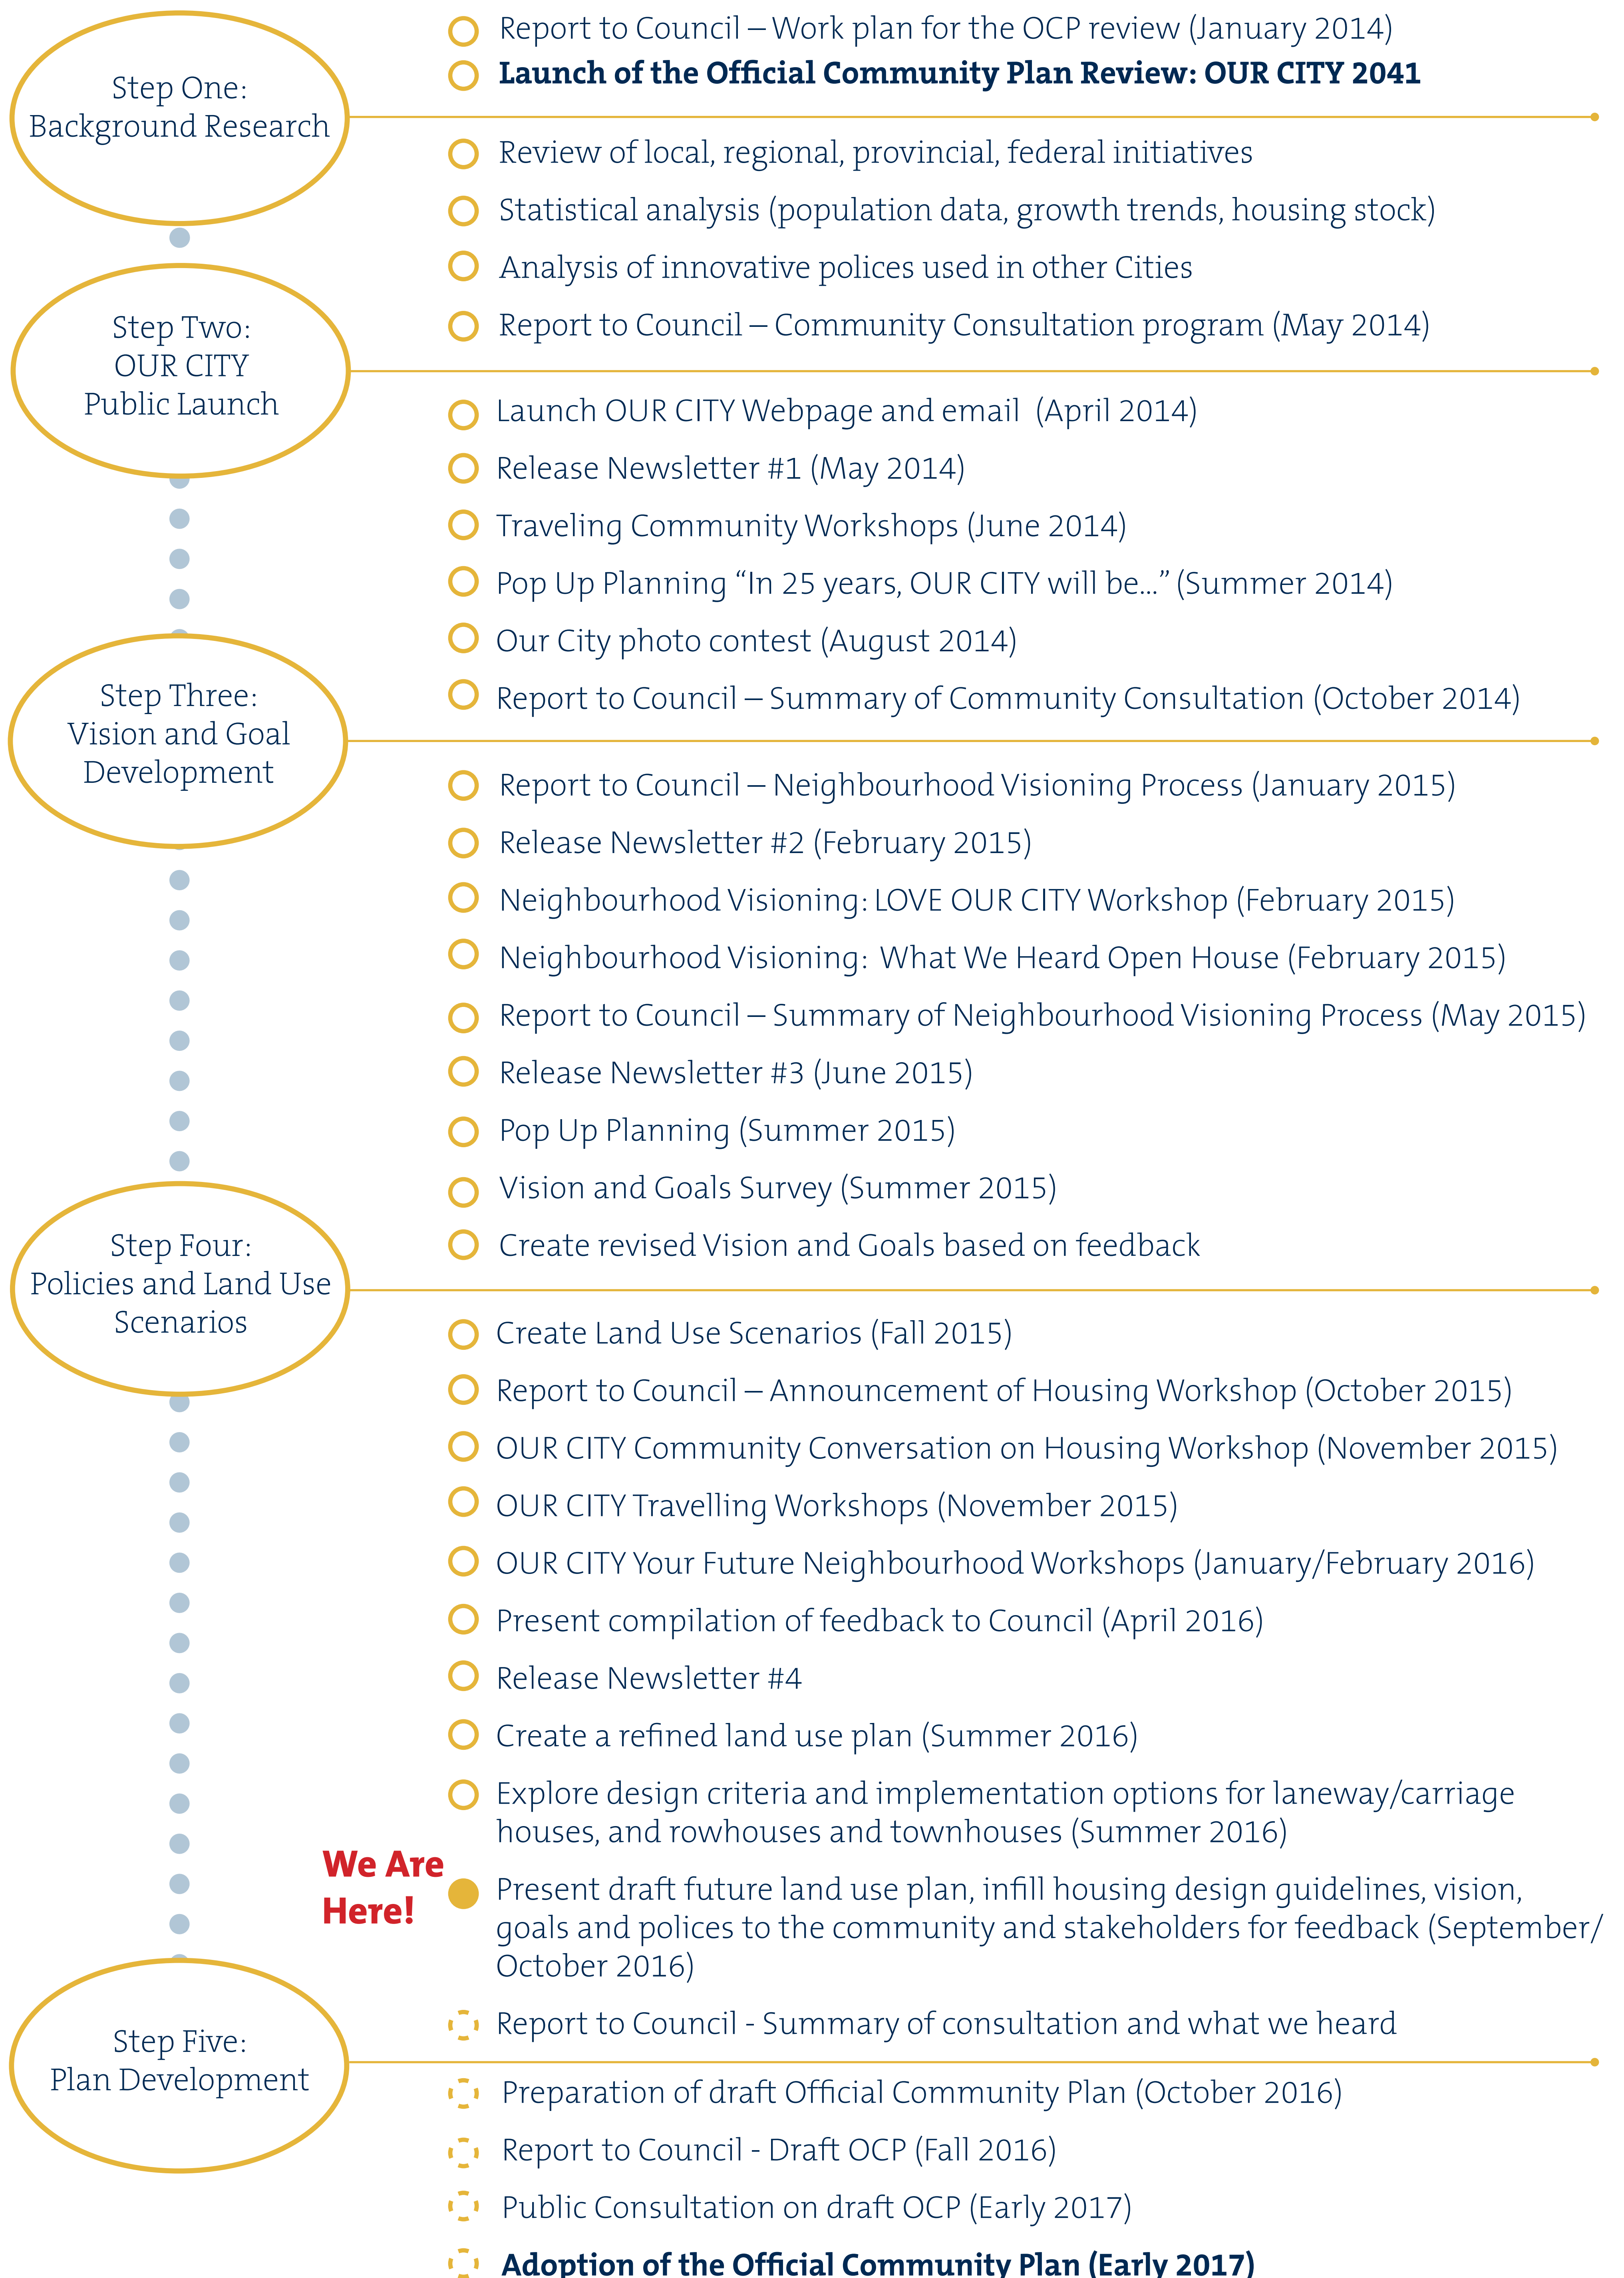 Report to Council – Work plan for the OCP review (January 2014)
Launch of the Official Community Plan Review: OUR CITY 2041
Step One:
Background Research
Review of local, regional, provincial, federal initiatives
Statistical analysis (population data, growth trends, housing stock)
Analysis of innovative polices used in other Cities
Report to Council – Community Consultation program (May 2014)
Step Two:
OUR CITY
Public Launch
Launch OUR CITY Webpage and email (April 2014)
Release Newsletter #1 (May 2014)
Traveling Community Workshops (June 2014)
Pop Up Planning “In 25 years, OUR CITY will be...” (Summer 2014)
Our City photo contest (August 2014)
Report to Council – Summary of Community Consultation (October 2014)
Step Three:
Vision and Goal
Development
Report to Council – Neighbourhood Visioning Process (January 2015)
Release Newsletter #2 (February 2015)
Neighbourhood Visioning: LOVE OUR CITY Workshop (February 2015)
Neighbourhood Visioning: What We Heard Open House (February 2015)
Report to Council – Summary of Neighbourhood Visioning Process (May 2015)
Release Newsletter #3 (June 2015)
Pop Up Planning (Summer 2015)
Vision and Goals Survey (Summer 2015)
Create revised Vision and Goals based on feedback
Step Four:
Policies and Land Use
Scenarios
Create Land Use Scenarios (Fall 2015)
Report to Council – Announcement of Housing Workshop (October 2015)
OUR CITY Community Conversation on Housing Workshop (November 2015)
OUR CITY Travelling Workshops (November 2015)
OUR CITY Your Future Neighbourhood Workshops (January/February 2016)
Present compilation of feedback to Council (April 2016)
Release Newsletter #4
Create a refined land use plan (Summer 2016)
Explore design criteria and implementation options for laneway/carriage
houses, and rowhouses and townhouses (Summer 2016)
We Are
Here!
Present draft future land use plan, infill housing design guidelines, vision,
goals and polices to the community and stakeholders for feedback (September/
October 2016)
Report to Council - Summary of consultation and what we heard
Step Five:
Plan Development
Preparation of draft Official Community Plan (October 2016)
Report to Council - Draft OCP (Fall 2016)
Public Consultation on draft OCP (Early 2017)
Adoption of the Official Community Plan (Early 2017)